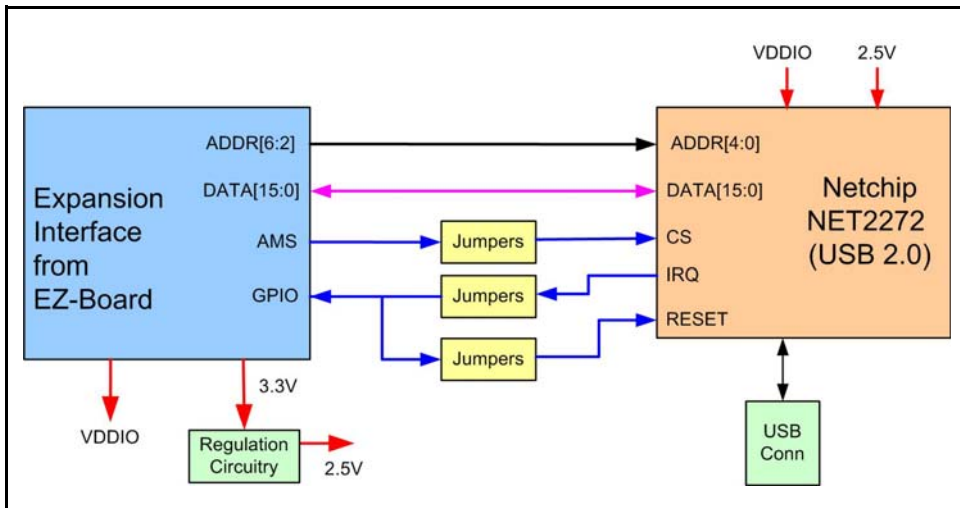 VDDIO
2.5V
ADDR[6:2]
DATA[15:0]
AMS
GPIO
Expansion
Interface
from
EZ-Board
Jumpers
Jumpers
Jumpers
ADDR[4:0]
DATA[15:0]
CS
IRQ
RESET
Netchip
NET2272
(USB 2.0)
3.3V
VDDIO
Regulation
Circuitry
2.5V
USB
Conn